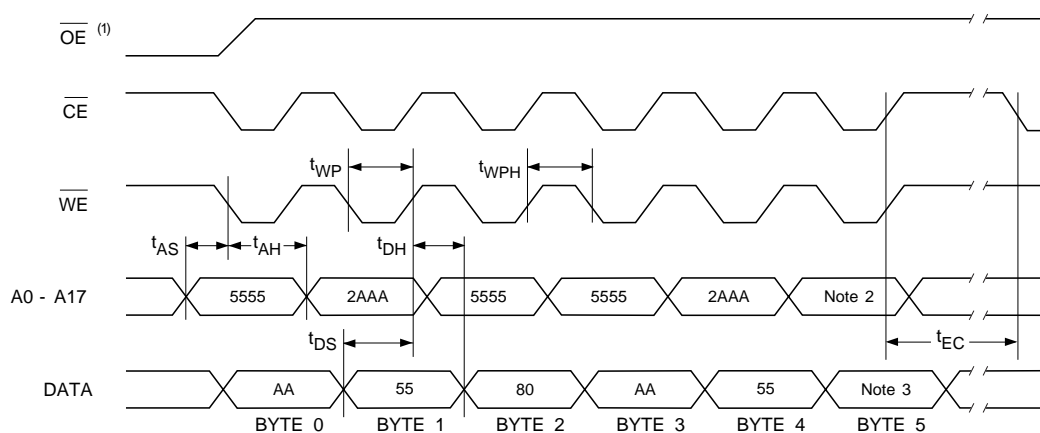 OE (1)
CE
tWP
tWPH
WE
tAS
tAH
tDH
A0 - A17
5555
2AAA
5555
5555
2AAA
Note 2
tDS
tEC
DATA
AA
55
80
AA
55
Note 3
BYTE 0
BYTE 1
BYTE 2
BYTE 3
BYTE 4
BYTE 5